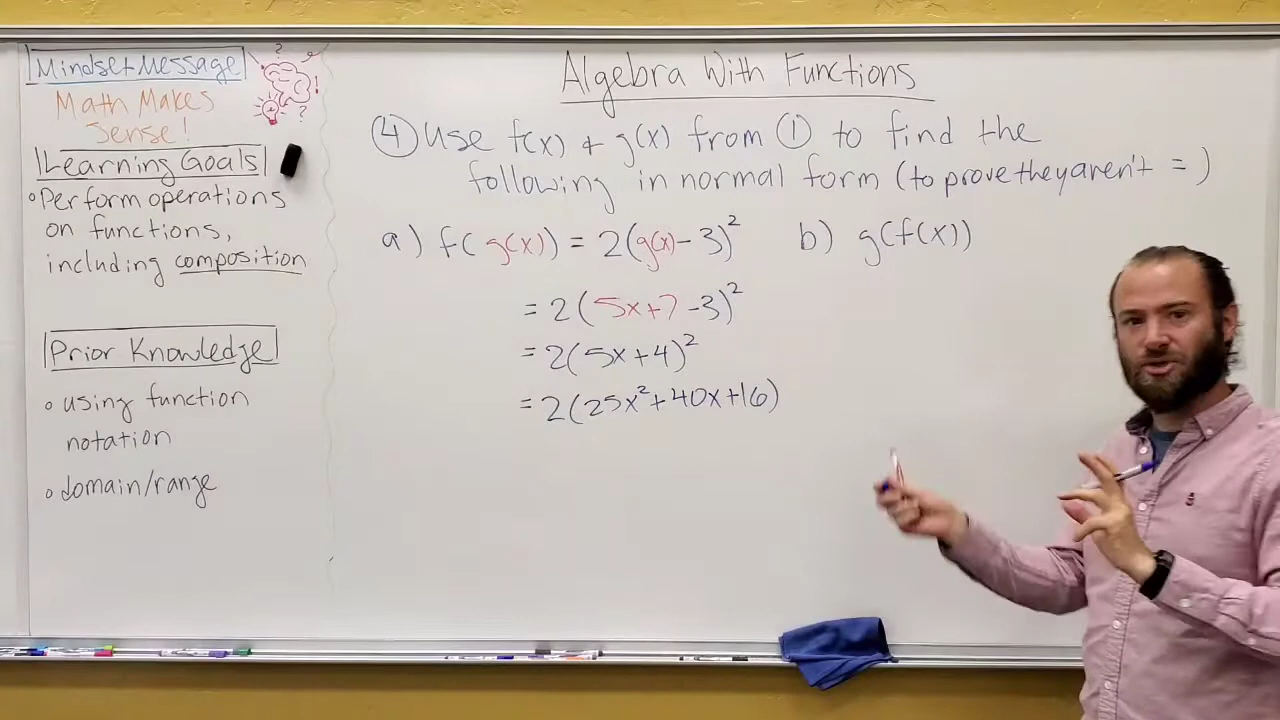 Mindset Message
Math Makes
Sense!
Learning Goals
• Perform operations
on functions,
including composition
Prior Knowledge
• using function
notation
• domain/range
Algebra With Functions
④ Use f(x) + g(x) from ① to find the
following in normal form (to prove they aren't = )
a) f(g(x)) = 2(g(x)-3)²
= 2(5x+7-3)²
= 2(5x+4)²
= 2(25x²+40x+16)
b) g(f(x))